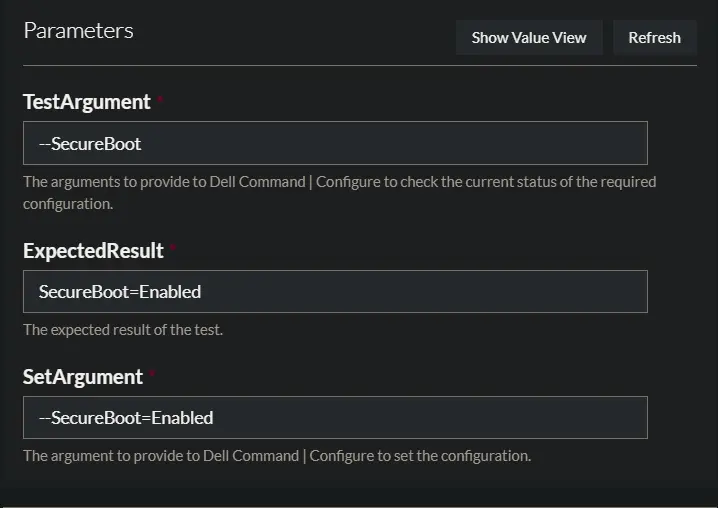 Parameters
Show Value View
Refresh
TestArgument *
--SecureBoot
The arguments to provide to Dell Command | Configure to check the current status of the required
configuration.
ExpectedResult *
SecureBoot=Enabled
The expected result of the test.
SetArgument *
--SecureBoot=Enabled
The argument to provide to Dell Command | Configure to set the configuration.